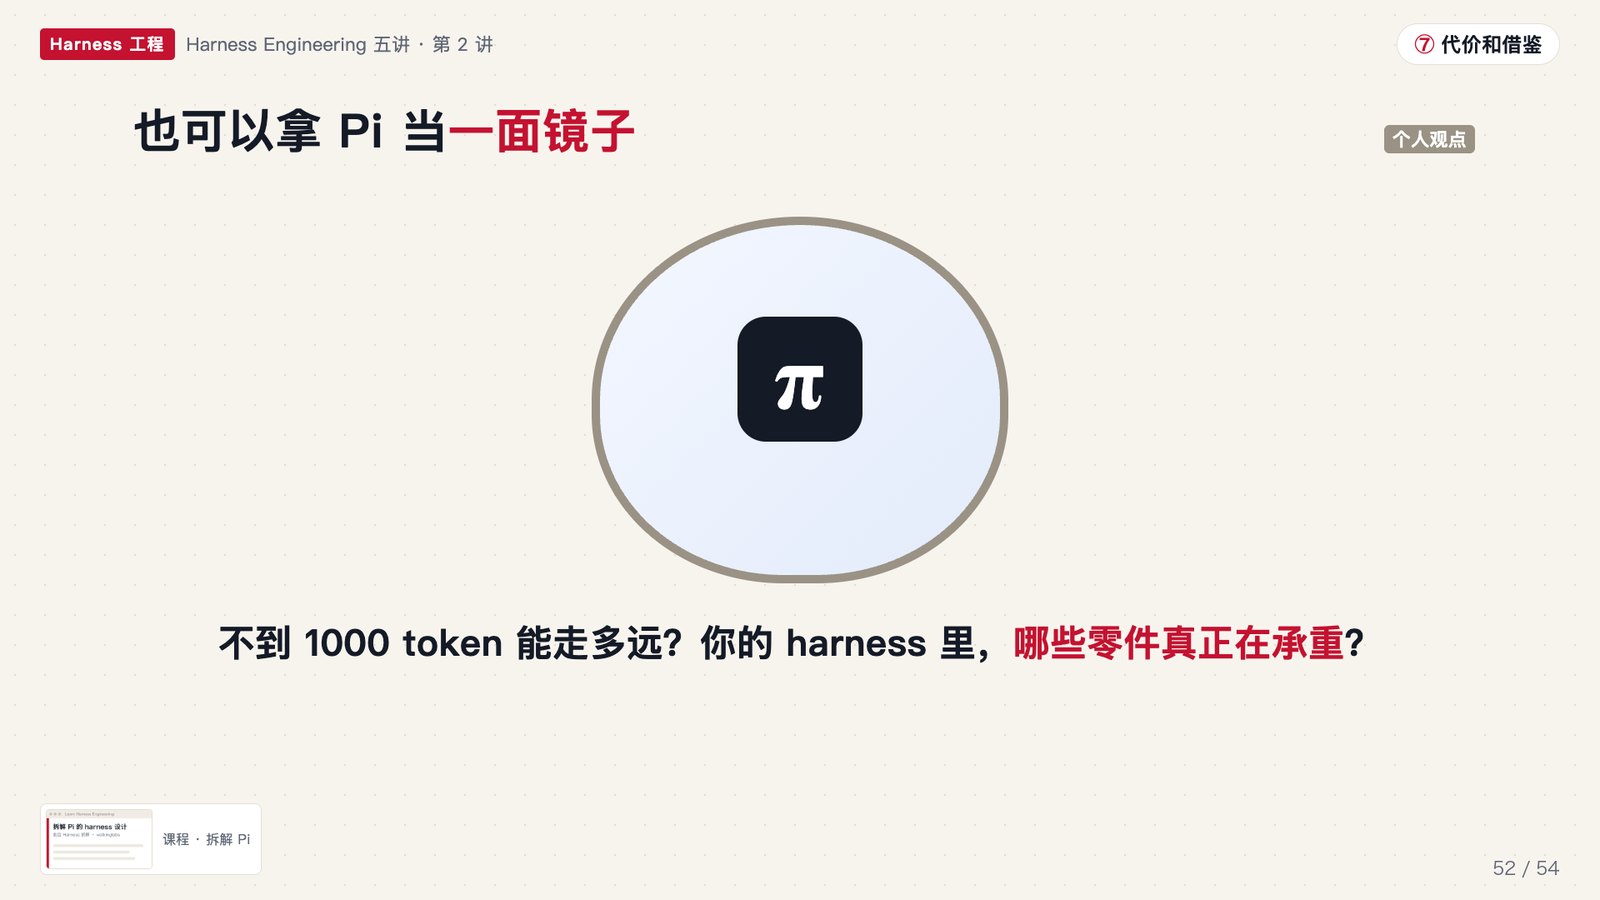 Harness 工程
Harness Engineering 五讲 · 第 2 讲
⑦ 代价和借鉴
也可以拿 Pi 当一面镜子
个人观点
π
不到 1000 token 能走多远？你的 harness 里，哪些零件真正在承重？
Learn Harness Engineering
拆解 Pi 的 harness 设计
课程 · 拆解 Pi
52 / 54